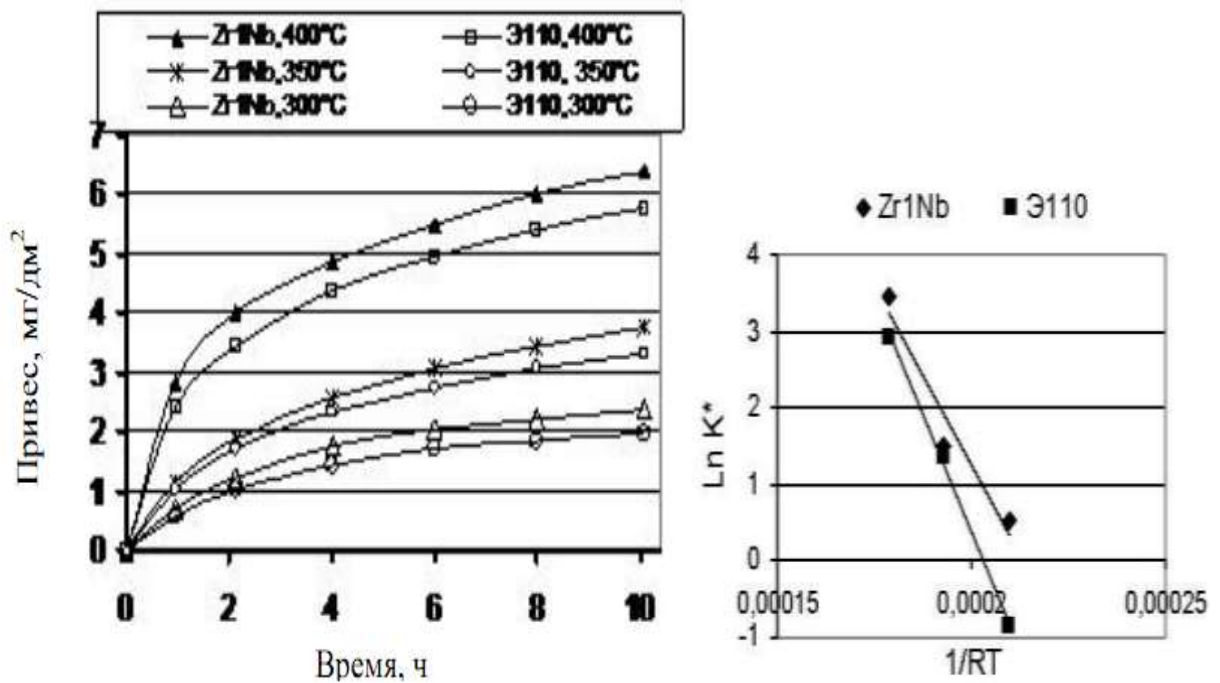 Zr1Nb,400°C Э110,400°C
Zr1Nb,350°C Э110, 350°C
Zr1Nb,300°C Э110,300°C
7
6
5
4
3
2
1
0
Привес, мг/дм²
0 2 4 6 8 10
Время, ч
Zr1Nb Э110
4
3
2
1
0
-1
Ln K*
0,00015 0,0002 0,00025
1/RT